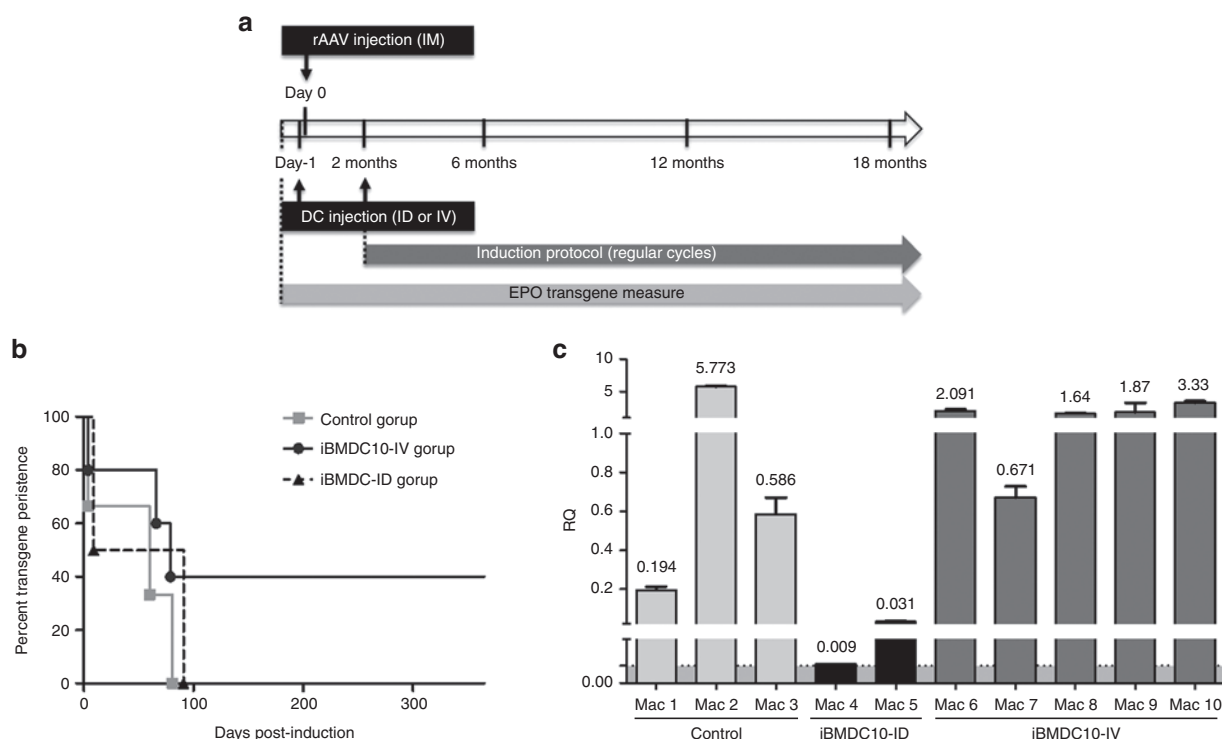 a
rAAV injection (IM)
Day 0
Day-1 2 months 6 months 12 months 18 months
DC injection (ID or IV)
Induction protocol (regular cycles)
EPO transgene measure
b
Percent transgene peristence
100
80
60
40
20
0
0 100 200 300
Days post-induction
Control gorup
iBMDC10-IV gorup
iBMDC-ID gorup
c
RQ
10
5
1.0
0.8
0.6
0.4
0.2
0.00
0.194
5.773
0.586
0.009
0.031
2.091
0.671
1.64
1.87
3.33
Mac 1 Mac 2 Mac 3 Mac 4 Mac 5 Mac 6 Mac 7 Mac 8 Mac 9 Mac 10
Control iBMDC10-ID iBMDC10-IV